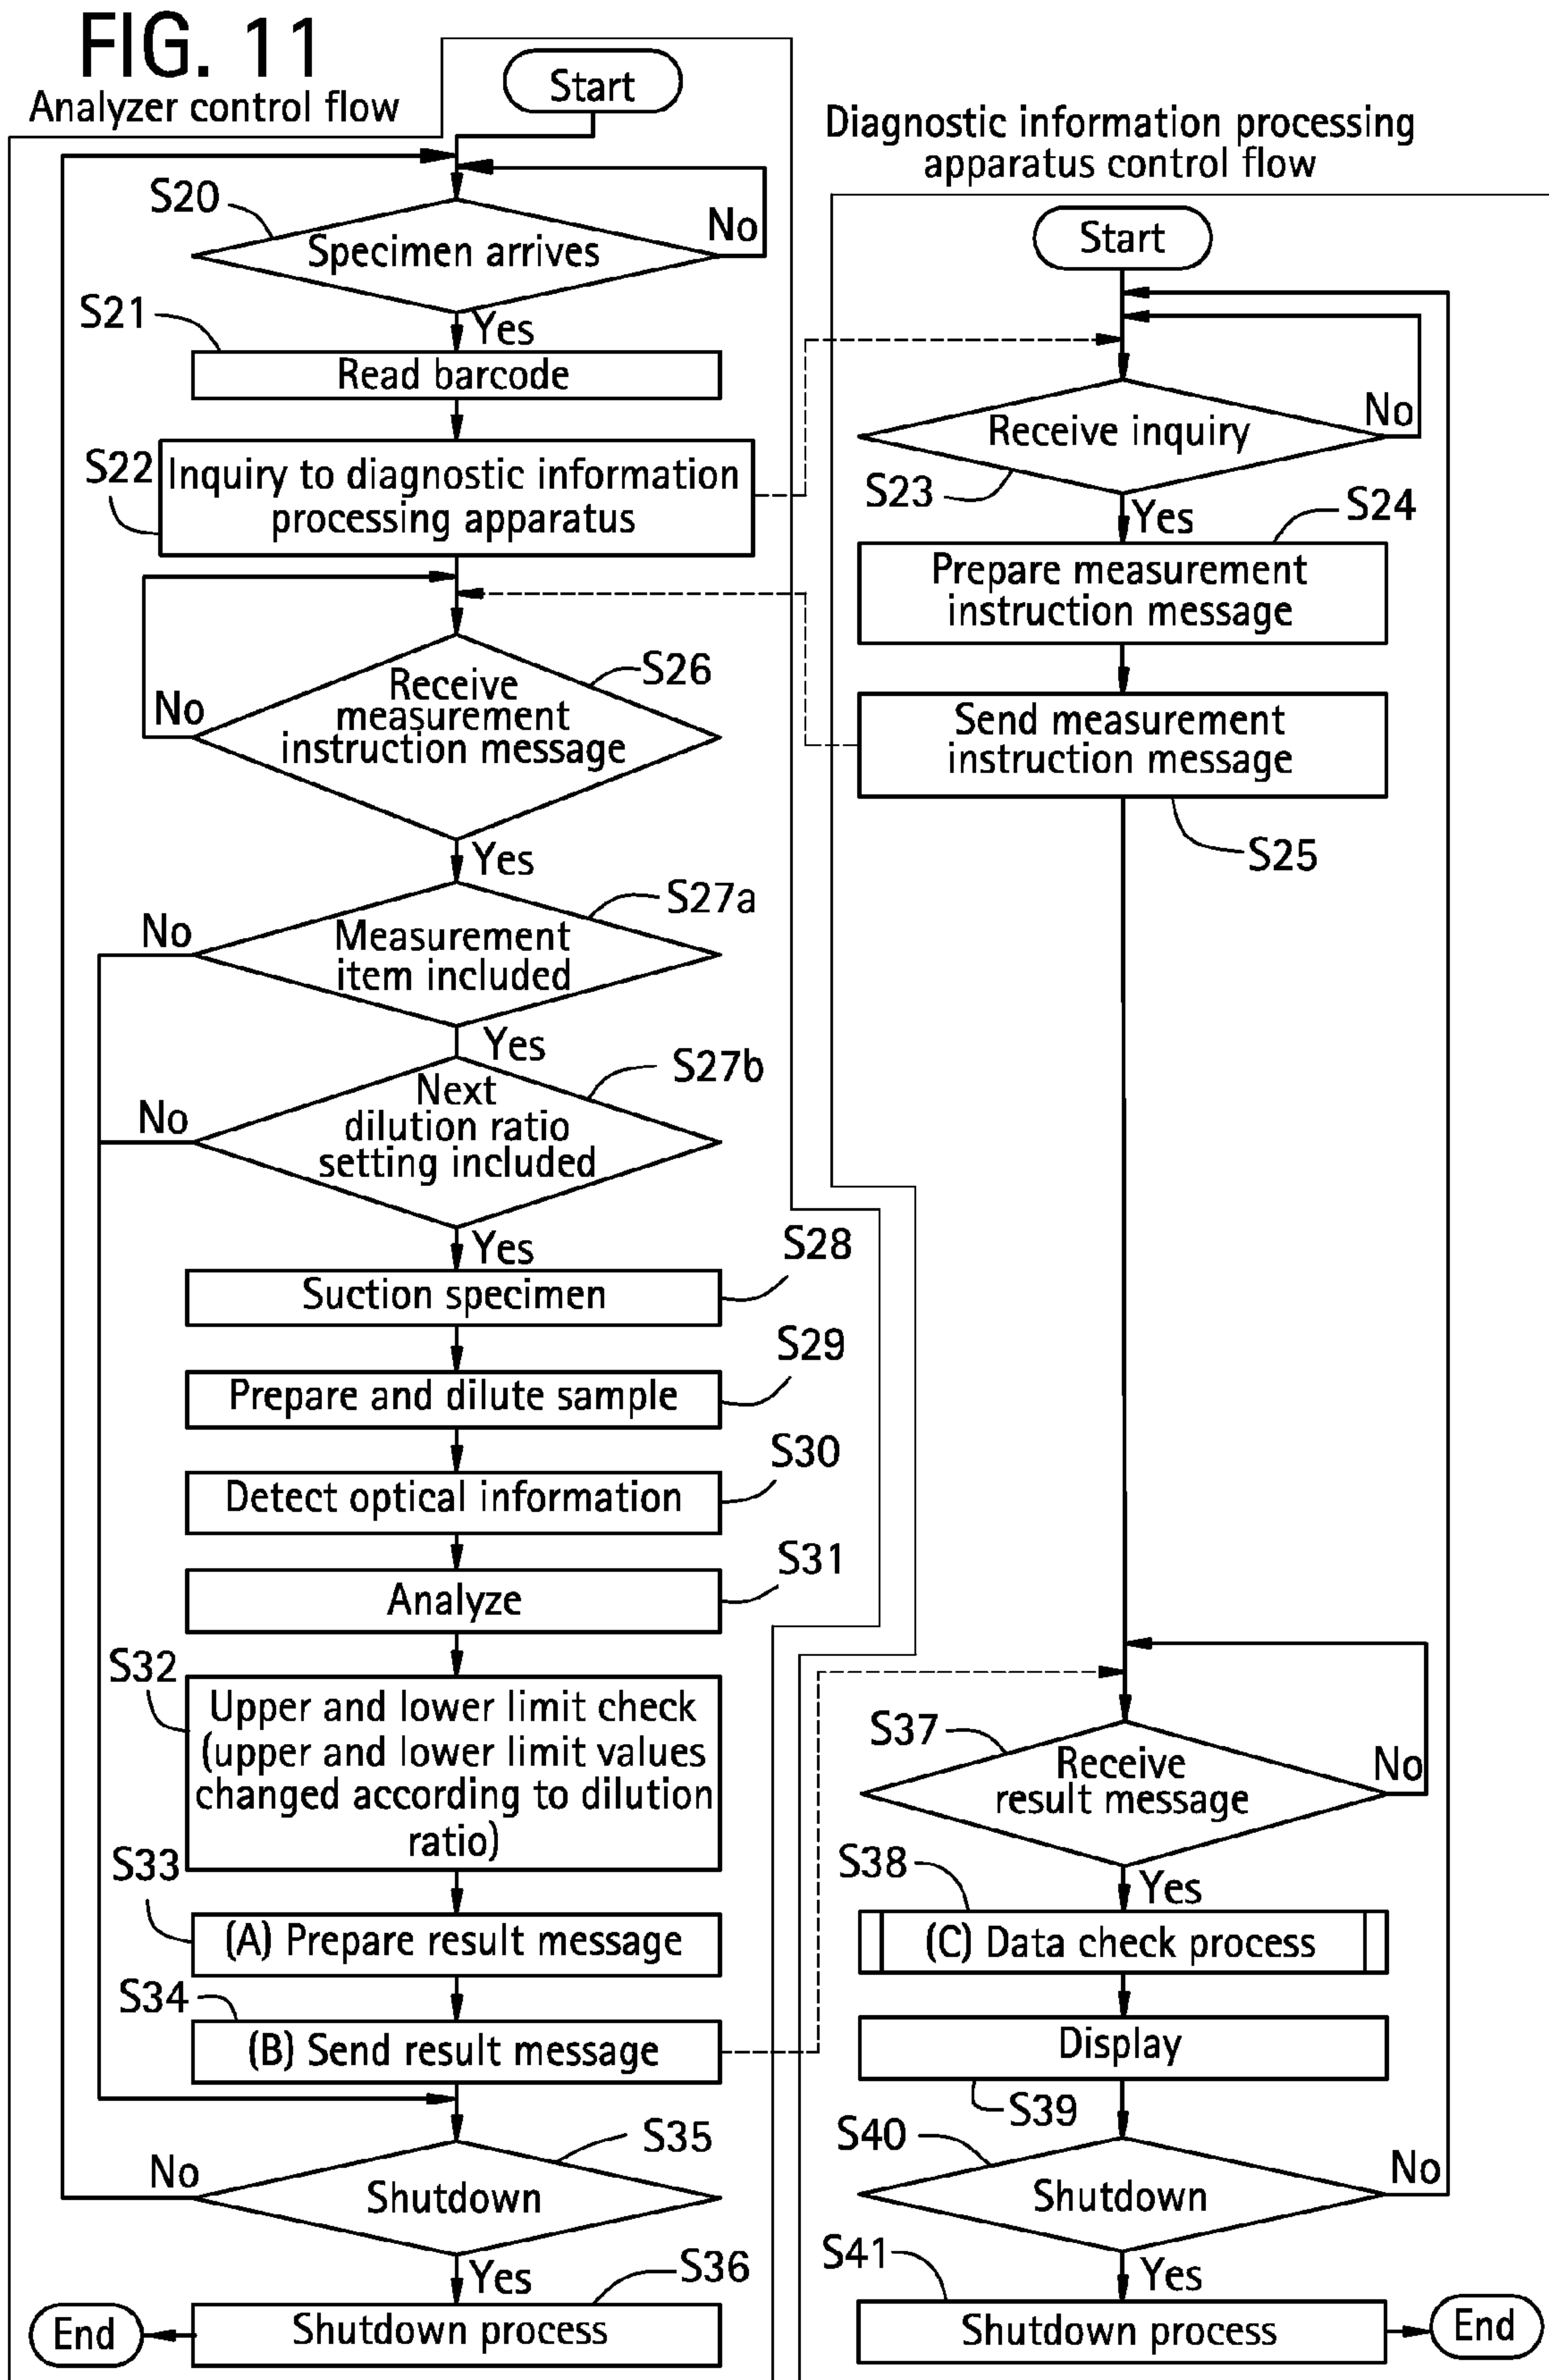 FIG. 11
Analyzer control flow
Start
S20
Specimen arrives
No
Yes
S21
Read barcode
S22
Inquiry to diagnostic information
processing apparatus
S26
Receive
measurement
instruction message
No
Yes
S27a
Measurement
item included
No
Yes
S27b
Next
dilution ratio
setting included
No
Yes
S28
Suction specimen
S29
Prepare and dilute sample
S30
Detect optical information
S31
Analyze
S32
Upper and lower limit check
(upper and lower limit values
changed according to dilution
ratio)
S33
(A) Prepare result message
S34
(B) Send result message
S35
Shutdown
No
Yes
S36
Shutdown process
End
Diagnostic information processing
apparatus control flow
Start
Receive inquiry
No
S23
Yes
S24
Prepare measurement
instruction message
Send measurement
instruction message
S25
S37
Receive
result message
No
Yes
S38
(C) Data check process
Display
S39
S40
Shutdown
No
Yes
S41
Shutdown process
End